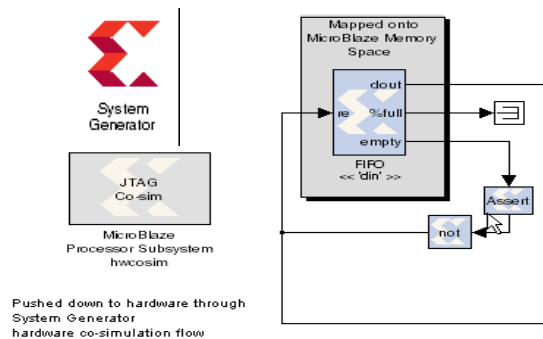 System
Generator
JTAG
Co-sim
MicroBlaze
Processor Subsystem
hwcosim
Pushed down to hardware through
System Generator
hardware co-simulation flow
Mapped onto
MicroBlaze Memory
Space
dout
re %full
empty
FIFO
<< 'din' >>
Assert
not